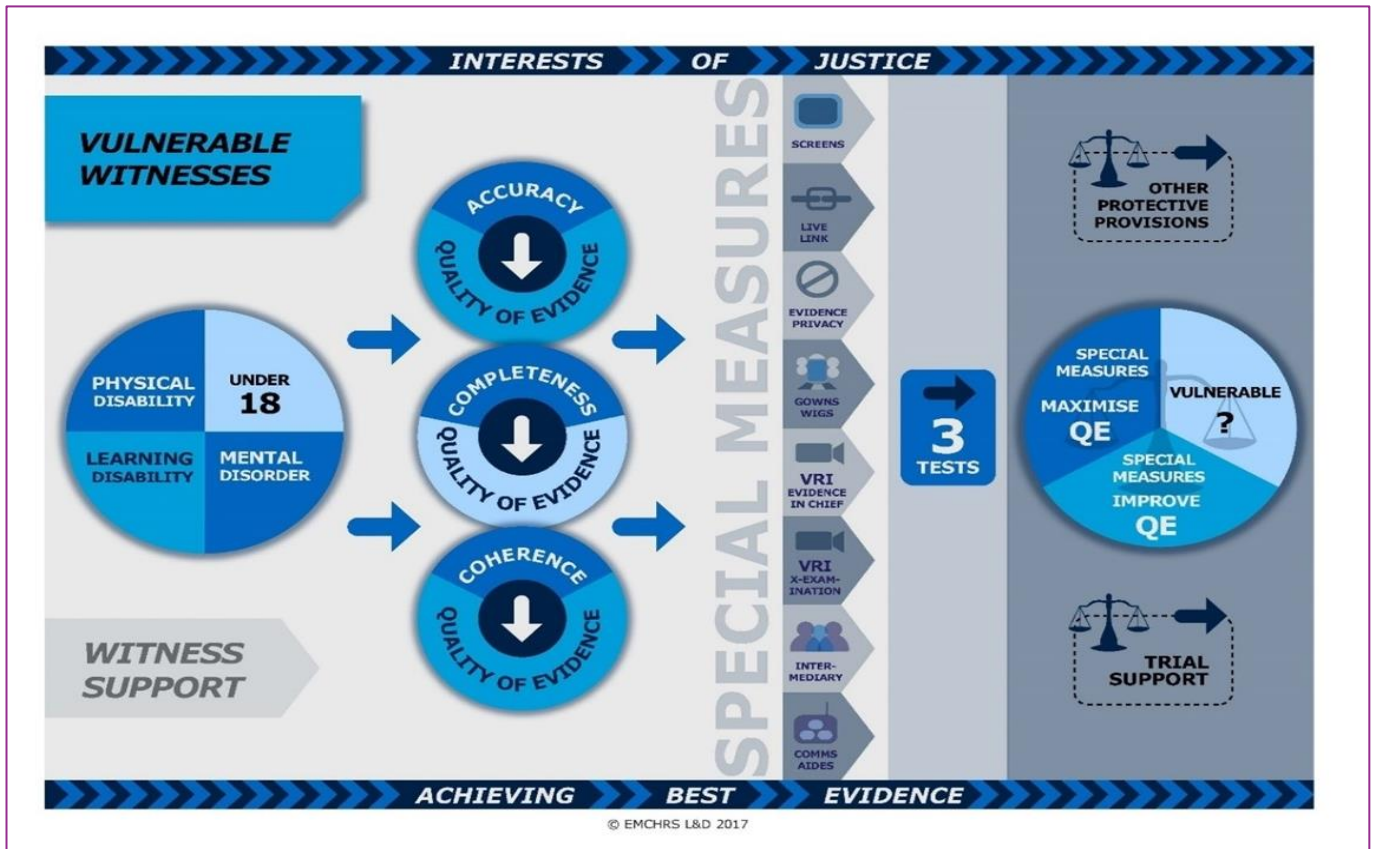 INTERESTS OF JUSTICE
VULNERABLE
WITNESSES
PHYSICAL
DISABILITY
UNDER
18
LEARNING
DISABILITY
MENTAL
DISORDER
WITNESS
SUPPORT
ACCURACY
QUALITY OF EVIDENCE
COMPLETENESS
QUALITY OF EVIDENCE
COHERENCE
QUALITY OF EVIDENCE
SPECIAL MEASURES
SCREENS
LIVE
LINK
EVIDENCE
PRIVACY
GOWNS
WIGS
VRI
EVIDENCE
IN CHIEF
VRI
X-EXAM-
INATION
INTER-
MEDIARY
COMMS
AIDES
3
TESTS
OTHER
PROTECTIVE
PROVISIONS
SPECIAL
MEASURES
MAXIMISE
QE
VULNERABLE
?
SPECIAL
MEASURES
IMPROVE
QE
TRIAL
SUPPORT
ACHIEVING BEST EVIDENCE
© EMCHRS L&D 2017